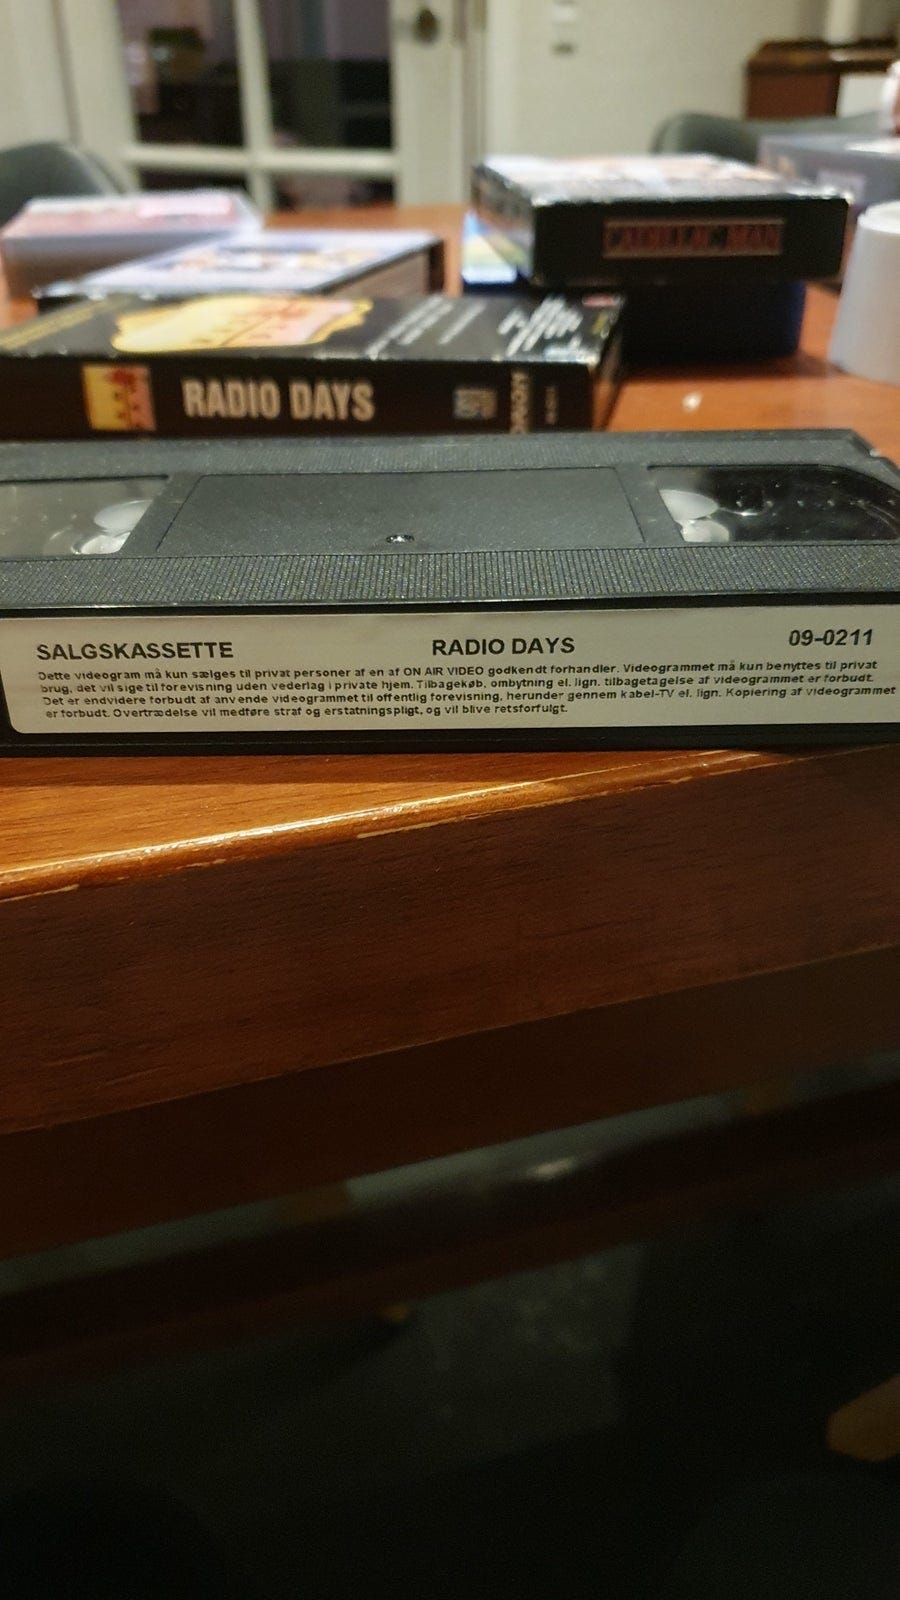 CADILLAC MAN
RADIO DAYS
SALGSKASSETTE RADIO DAYS 09-0211
Dette videogram må kun sælges til privat personer af en af ON AIR VIDEO godkendt forhandler. Videogrammet må kun benyttes til privat
brug, det vil sige til forevisning uden vederlag i private hjem. Tilbagekøb, ombytning el. lign. tilbagetagelse af videogrammet er forbudt.
Det er endvidere forbudt at anvende videogrammet til offentlig forevisning, herunder gennem kabel-TV el. lign. Kopiering af videogrammet
er forbudt. Overtrædelse vil medføre straf og erstatningspligt, og vil blive retsforfulgt.